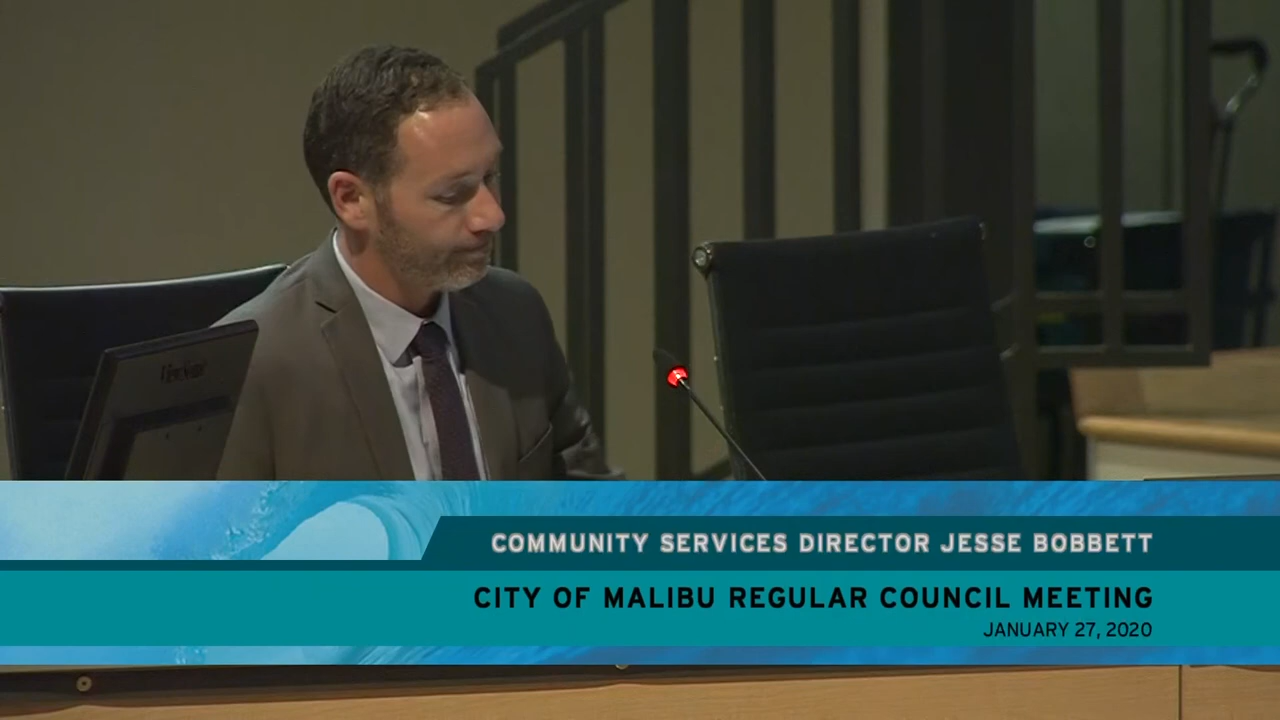 COMMUNITY SERVICES DIRECTOR JESSE BOBBETT
CITY OF MALIBU REGULAR COUNCIL MEETING
JANUARY 27, 2020